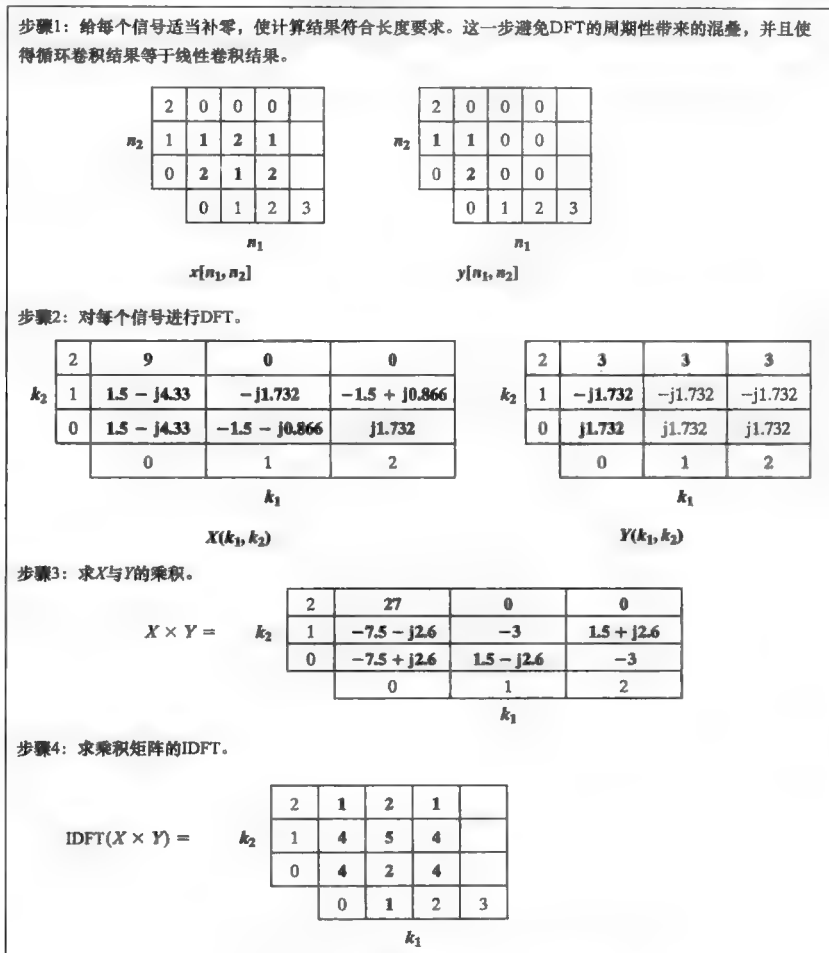 步骤1：给每个信号适当补零，使计算结果符合长度要求。这一步避免DFT的周期性带来的混叠，并且使
得循环卷积结果等于线性卷积结果。
2 0 0 0
n₂ 1 1 2 1
0 2 1 2
0 1 2 3
n₁
x[n₁, n₂]
2 0 0 0
n₂ 1 1 0 0
0 2 0 0
0 1 2 3
n₁
y[n₁, n₂]
步骤2：对每个信号进行DFT。
2 9 0 0
k₂ 1 1.5 − j4.33 −j1.732 −1.5 + j0.866
0 1.5 − j4.33 −1.5 − j0.866 j1.732
0 1 2
k₁
X(k₁, k₂)
2 3 3 3
k₂ 1 −j1.732 −j1.732 −j1.732
0 j1.732 j1.732 j1.732
0 1 2
k₁
Y(k₁, k₂)
步骤3：求X与Y的乘积。
2 27 0 0
X × Y = k₂ 1 −7.5 − j2.6 −3 1.5 + j2.6
0 −7.5 + j2.6 1.5 − j2.6 −3
0 1 2
k₁
步骤4：求乘积矩阵的IDFT。
2 1 2 1
IDFT(X × Y) = k₂ 1 4 5 4
0 4 2 4
0 1 2 3
k₁